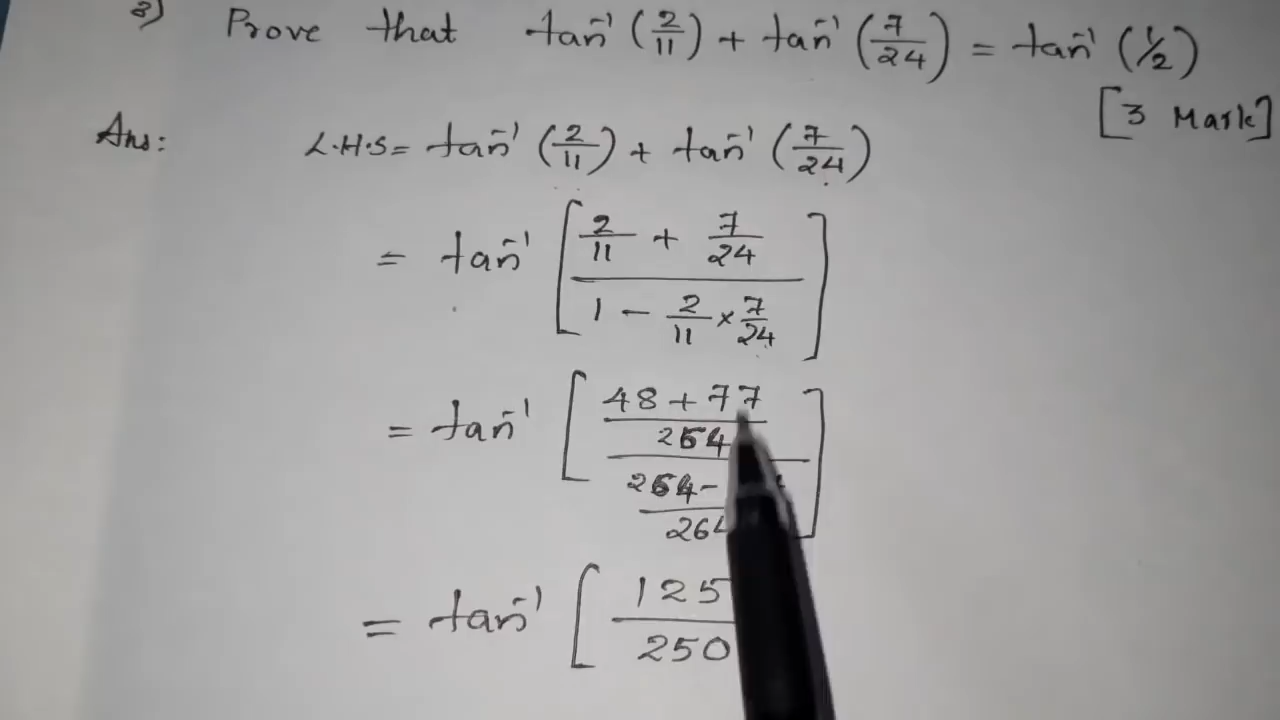 3) Prove that tan⁻¹ (2/11) + tan⁻¹ (7/24) = tan⁻¹ (1/2)
[3 Mark]
Ans: L.H.S = tan⁻¹ (2/11) + tan⁻¹ (7/24)
= tan⁻¹ [ (2/11 + 7/24) / (1 - 2/11 × 7/24) ]
= tan⁻¹ [ ((48 + 77) / 264) / ((264 - ) / 264) ]
= tan⁻¹ [ 125 / 250